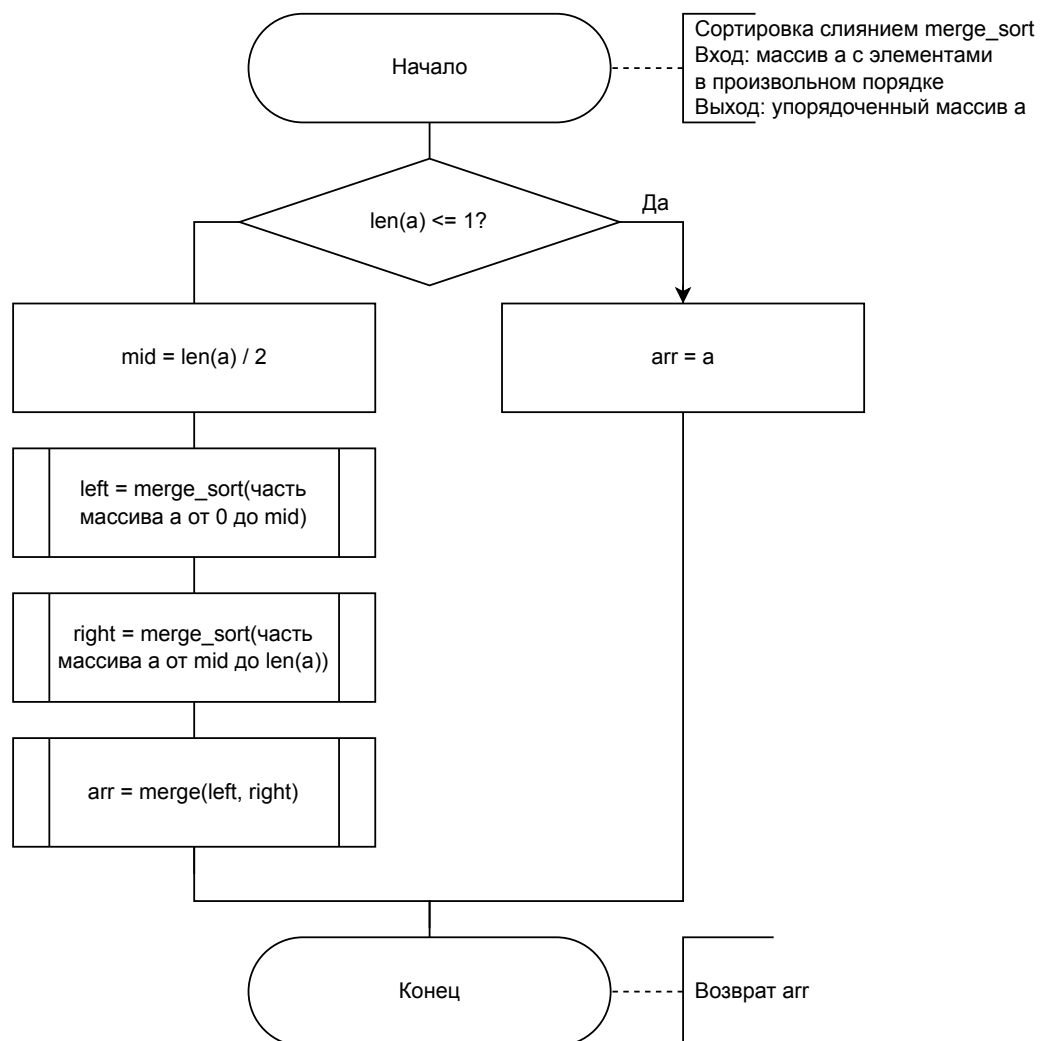 Начало
Сортировка слиянием merge_sort
Вход: массив a с элементами
в произвольном порядке
Выход: упорядоченный массив a
len(a) <= 1?
Да
mid = len(a) / 2
arr = a
left = merge_sort(часть
массива a от 0 до mid)
right = merge_sort(часть
массива a от mid до len(a))
arr = merge(left, right)
Конец
Возврат arr